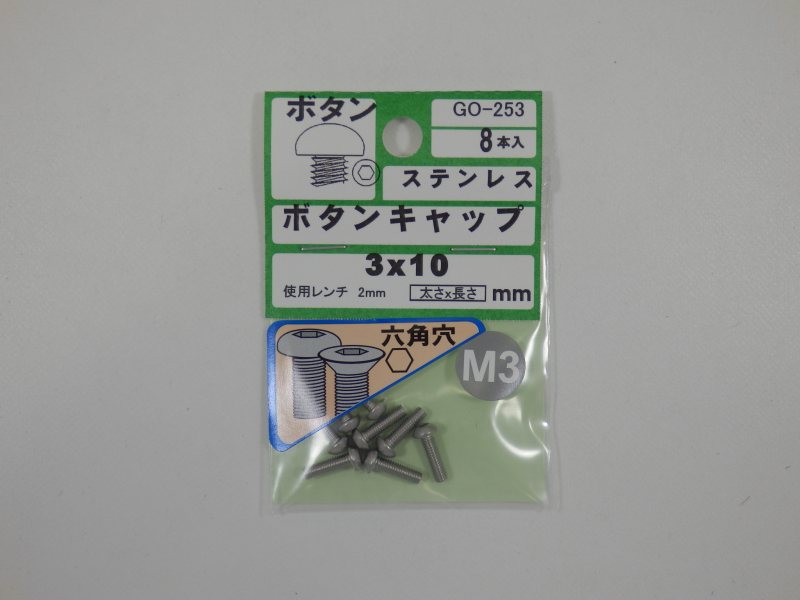 ボタン
GO-253
8本入
ステンレス
ボタンキャップ
3x10
使用レンチ 2mm 太さx長さ mm
六角穴
M3